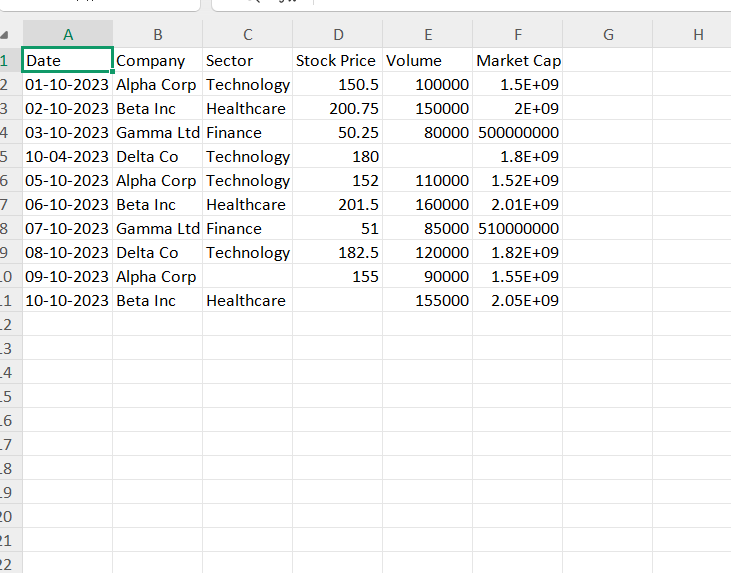 A B C D E F G H
1 Date Company Sector Stock Price Volume Market Cap
2 01-10-2023 Alpha Corp Technology 150.5 100000 1.5E+09
3 02-10-2023 Beta Inc Healthcare 200.75 150000 2E+09
4 03-10-2023 Gamma Ltd Finance 50.25 80000 500000000
5 10-04-2023 Delta Co Technology 180 1.8E+09
6 05-10-2023 Alpha Corp Technology 152 110000 1.52E+09
7 06-10-2023 Beta Inc Healthcare 201.5 160000 2.01E+09
8 07-10-2023 Gamma Ltd Finance 51 85000 510000000
9 08-10-2023 Delta Co Technology 182.5 120000 1.82E+09
10 09-10-2023 Alpha Corp 155 90000 1.55E+09
11 10-10-2023 Beta Inc Healthcare 155000 2.05E+09
12
13
14
15
16
17
18
19
20
21
22